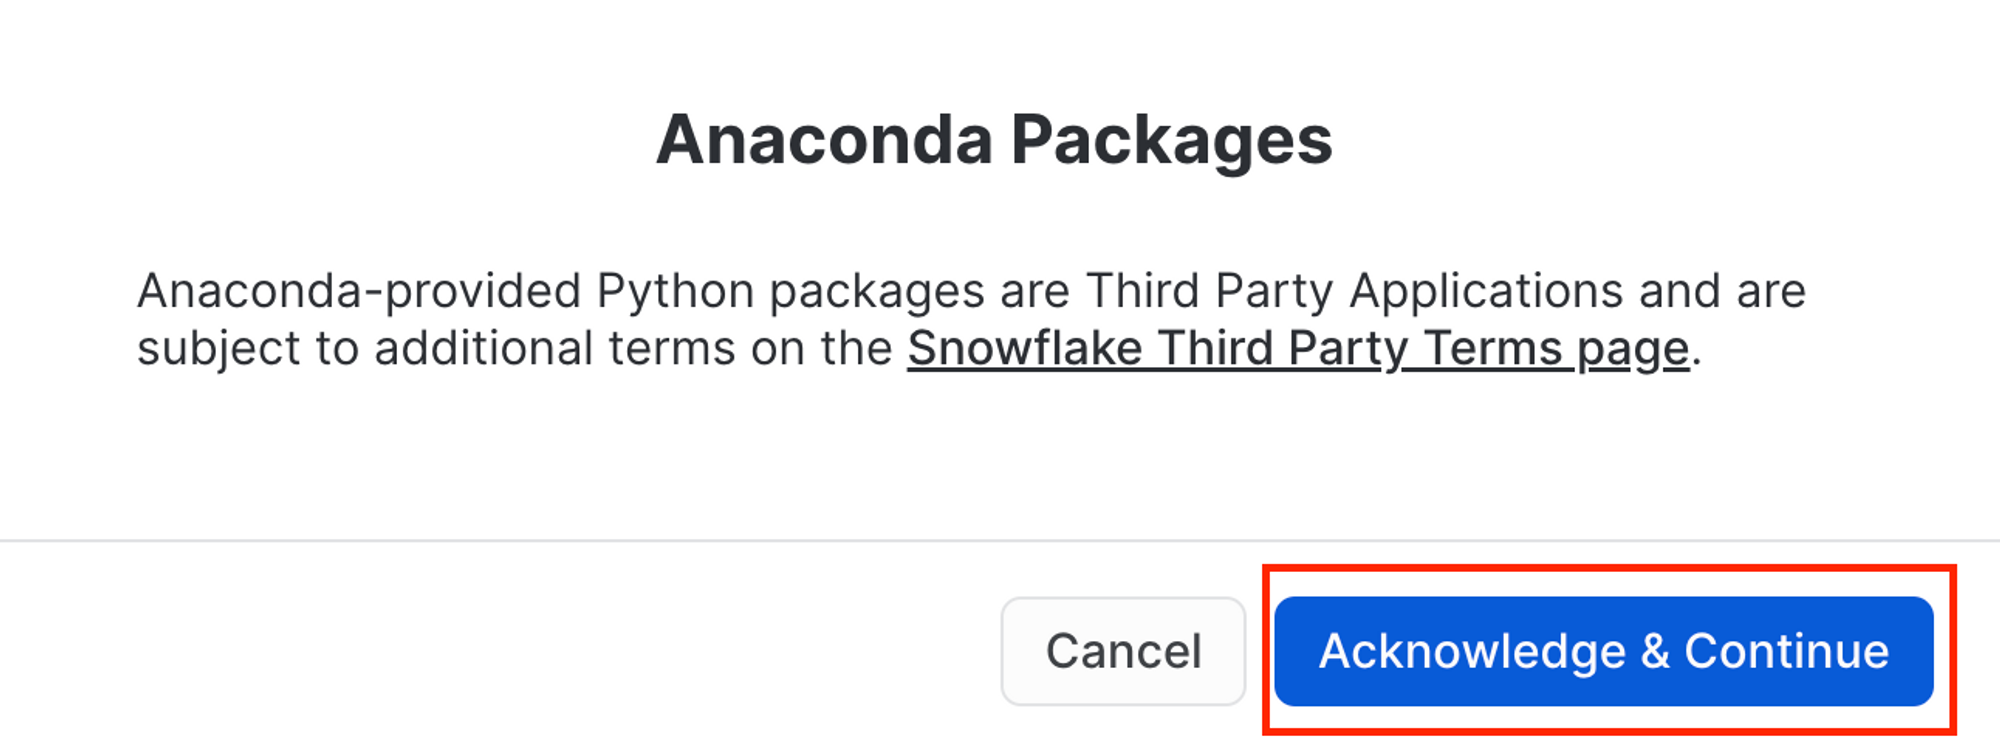 Anaconda Packages
Anaconda-provided Python packages are Third Party Applications and are
subject to additional terms on the Snowflake Third Party Terms page.
Cancel
Acknowledge & Continue